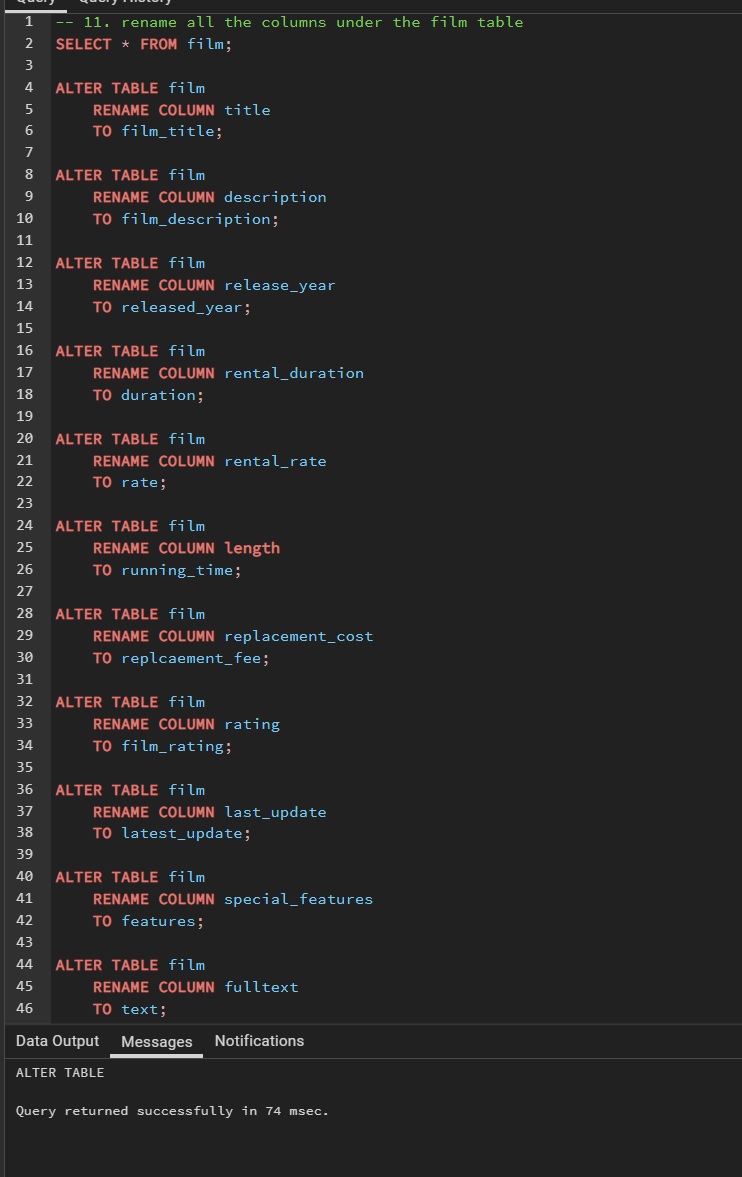 Query Query History
1 -- 11. rename all the columns under the film table
2 SELECT * FROM film;
3
4 ALTER TABLE film
5 RENAME COLUMN title
6 TO film_title;
7
8 ALTER TABLE film
9 RENAME COLUMN description
10 TO film_description;
11
12 ALTER TABLE film
13 RENAME COLUMN release_year
14 TO released_year;
15
16 ALTER TABLE film
17 RENAME COLUMN rental_duration
18 TO duration;
19
20 ALTER TABLE film
21 RENAME COLUMN rental_rate
22 TO rate;
23
24 ALTER TABLE film
25 RENAME COLUMN length
26 TO running_time;
27
28 ALTER TABLE film
29 RENAME COLUMN replacement_cost
30 TO replcaement_fee;
31
32 ALTER TABLE film
33 RENAME COLUMN rating
34 TO film_rating;
35
36 ALTER TABLE film
37 RENAME COLUMN last_update
38 TO latest_update;
39
40 ALTER TABLE film
41 RENAME COLUMN special_features
42 TO features;
43
44 ALTER TABLE film
45 RENAME COLUMN fulltext
46 TO text;
Data Output Messages Notifications
ALTER TABLE
Query returned successfully in 74 msec.